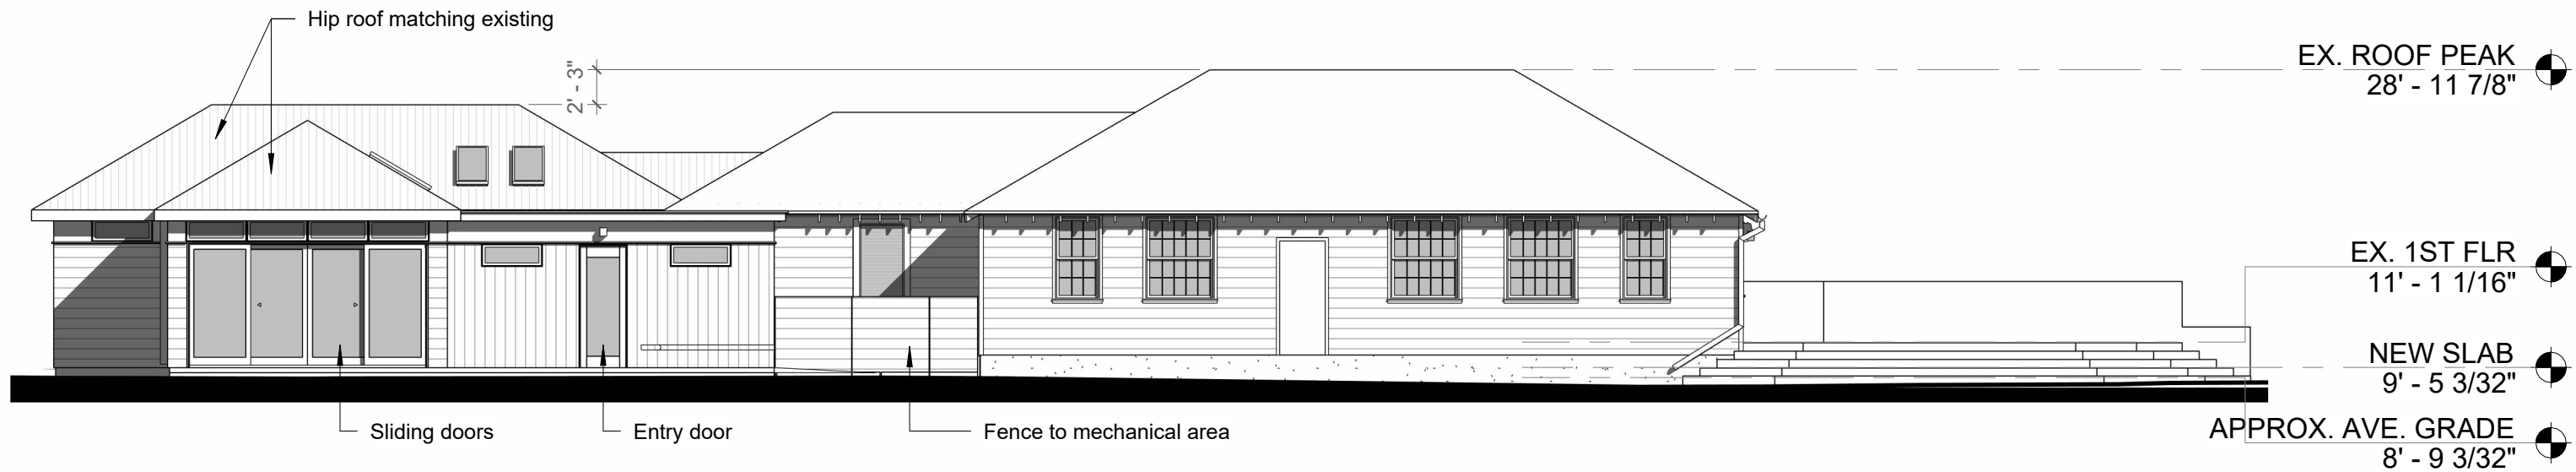 Hip roof matching existing
2' - 3"
EX. ROOF PEAK
28' - 11 7/8"
EX. 1ST FLR
11' - 1 1/16"
NEW SLAB
9' - 5 3/32"
APPROX. AVE. GRADE
8' - 9 3/32"
Sliding doors
Entry door
Fence to mechanical area